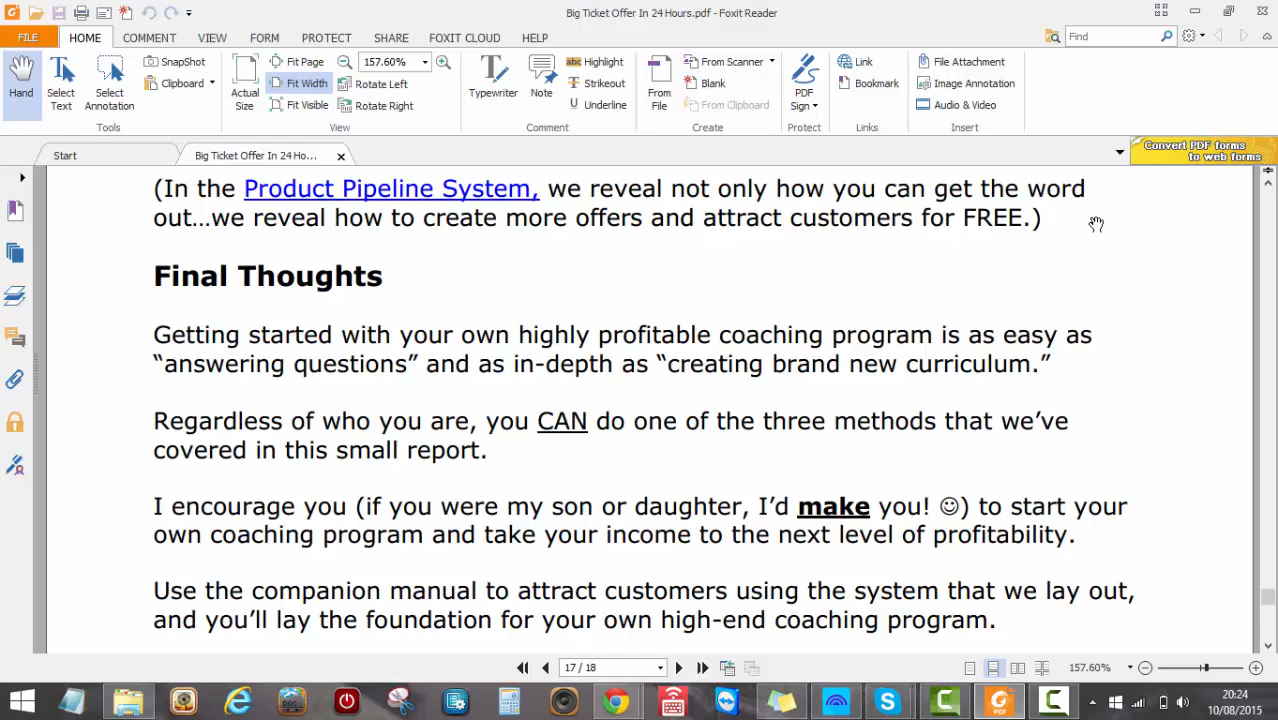 Big Ticket Offer In 24 Hours.pdf - Foxit Reader
FILE HOME COMMENT VIEW FORM PROTECT SHARE FOXIT CLOUD HELP
Find
Hand
Select Text
Select Annotation
SnapShot
Clipboard
Tools
Actual Size
Fit Page
Fit Width
Fit Visible
157.60%
Rotate Left
Rotate Right
View
Typewriter
Note
Highlight
Strikeout
Underline
Comment
From File
From Scanner
Blank
From Clipboard
Create
PDF Sign
Protect
Link
Bookmark
Links
File Attachment
Image Annotation
Audio & Video
Insert
Start
Big Ticket Offer In 24 Ho...
Convert PDF forms
to web forms
(In the Product Pipeline System, we reveal not only how you can get the word
out…we reveal how to create more offers and attract customers for FREE.)
Final Thoughts
Getting started with your own highly profitable coaching program is as easy as
“answering questions” and as in-depth as “creating brand new curriculum.”
Regardless of who you are, you CAN do one of the three methods that we’ve
covered in this small report.
I encourage you (if you were my son or daughter, I’d make you! ☺) to start your
own coaching program and take your income to the next level of profitability.
Use the companion manual to attract customers using the system that we lay out,
and you’ll lay the foundation for your own high-end coaching program.
17 / 18
157.60%
20:24
10/08/2015